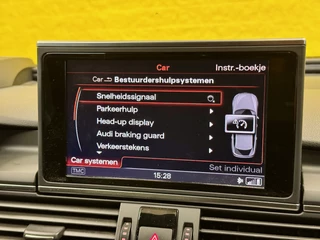 Car
Instr.-boekje
Car Bestuurdershulpsystemen
Snelheidssignaal
Parkeerhulp
Head-up display
Audi braking guard
Verkeerstekens
Car systemen
Set individual
TMC
15:28